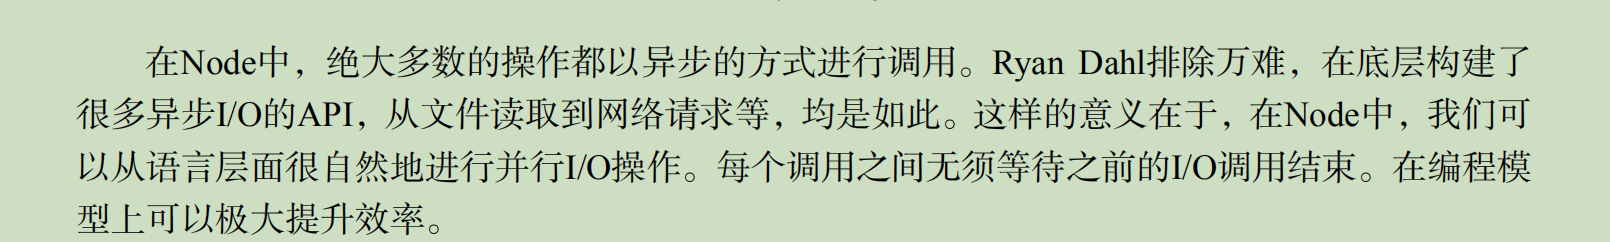 在Node中，绝大多数的操作都以异步的方式进行调用。Ryan Dahl排除万难，在底层构建了
很多异步I/O的API，从文件读取到网络请求等，均是如此。这样的意义在于，在Node中，我们可
以从语言层面很自然地进行并行I/O操作。每个调用之间无须等待之前的I/O调用结束。在编程模
型上可以极大提升效率。